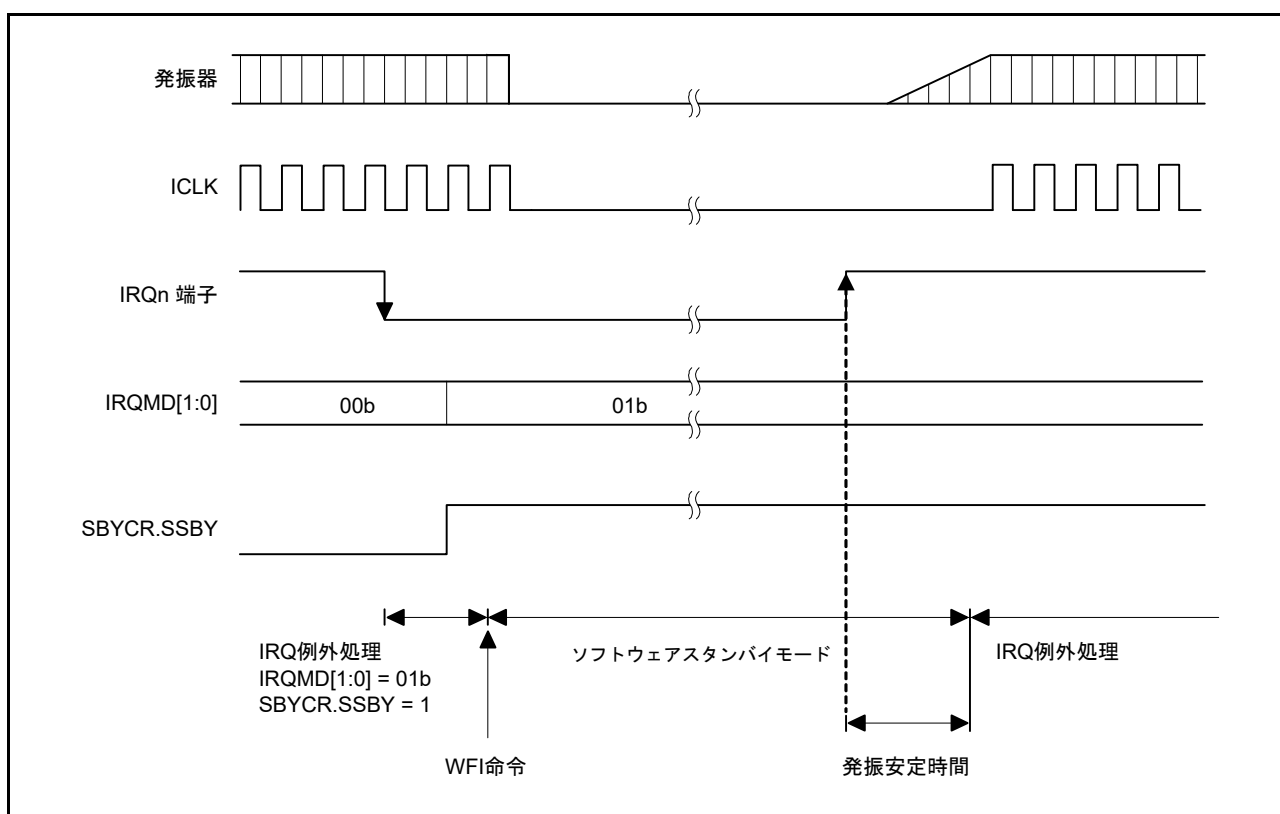 発振器
ICLK
IRQn 端子
IRQMD[1:0]
00b
01b
SBYCR.SSBY
IRQ例外処理
IRQMD[1:0] = 01b
SBYCR.SSBY = 1
ソフトウェアスタンバイモード
IRQ例外処理
WFI命令
発振安定時間